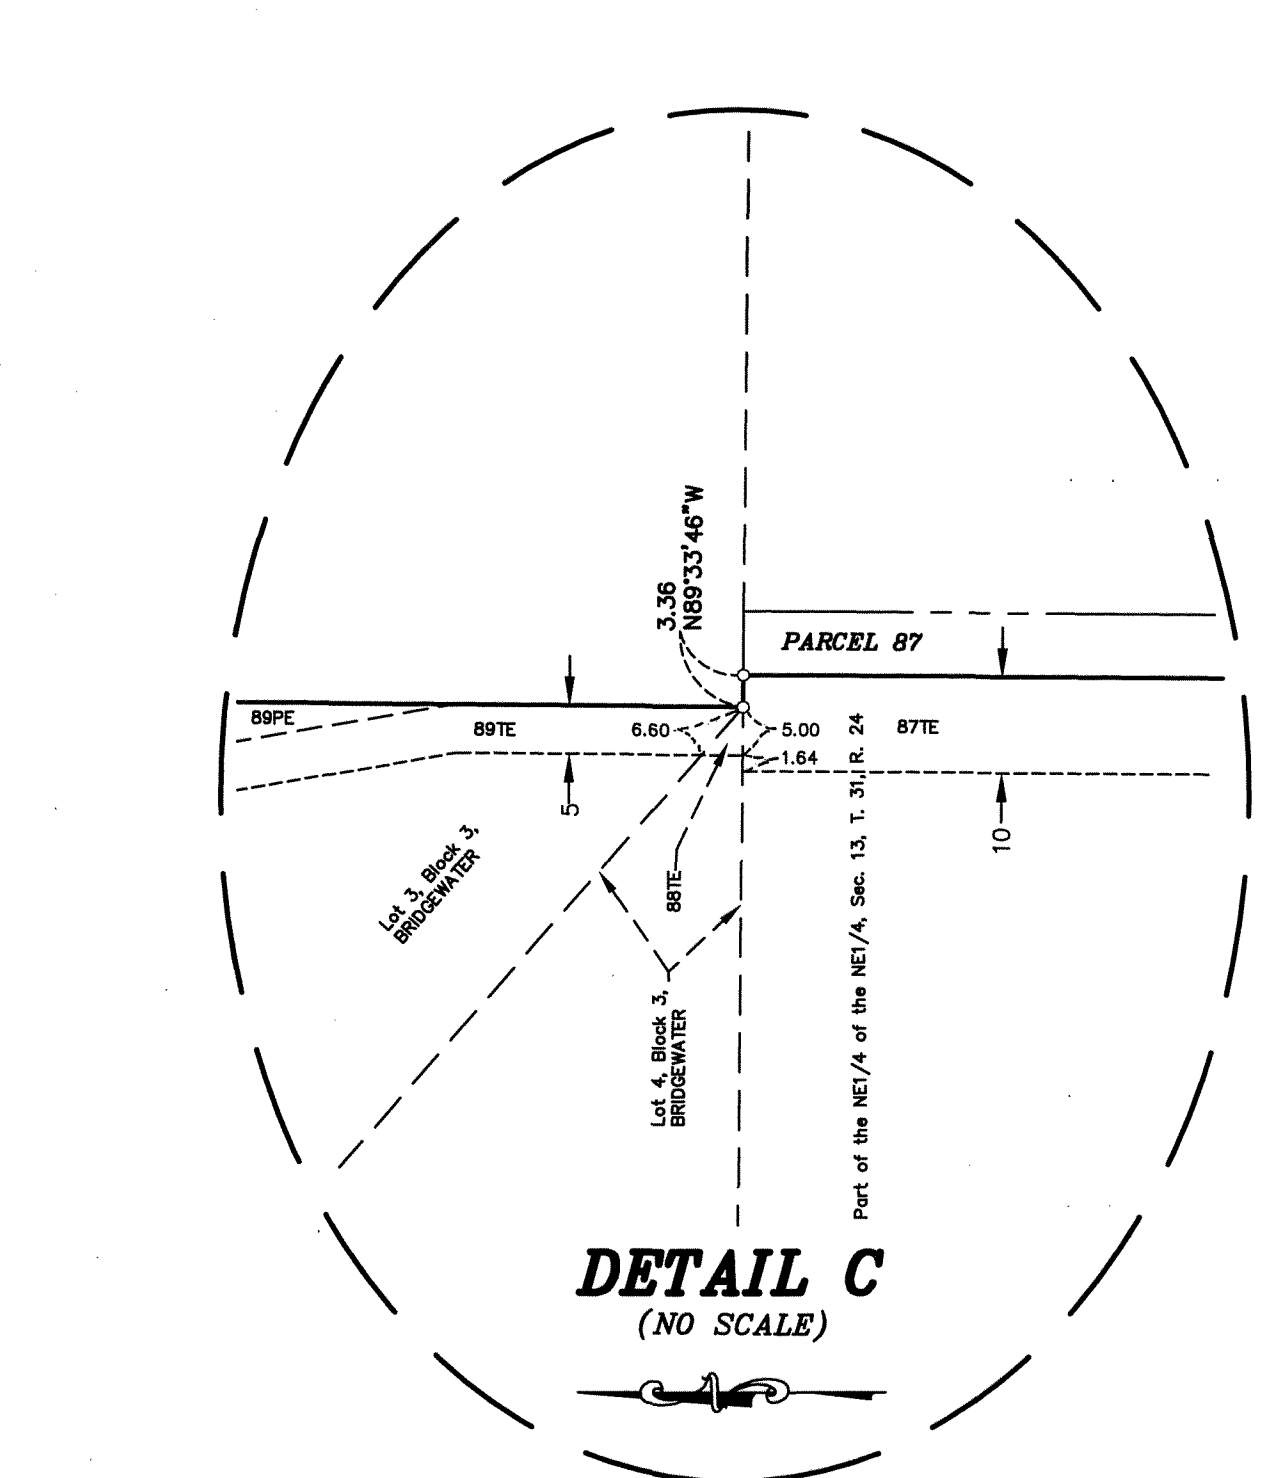 3.36
N89°33'46"W
PARCEL 87
89PE
89TE
6.60
5.00
87TE
1.64
5
10
88TE
Lot 3, Block 3,
BRIDGEWATER
Lot 4, Block 3,
BRIDGEWATER
Part of the NE1/4 of the NE1/4, Sec. 13, T. 31, R. 24
DETAIL C
(NO SCALE)